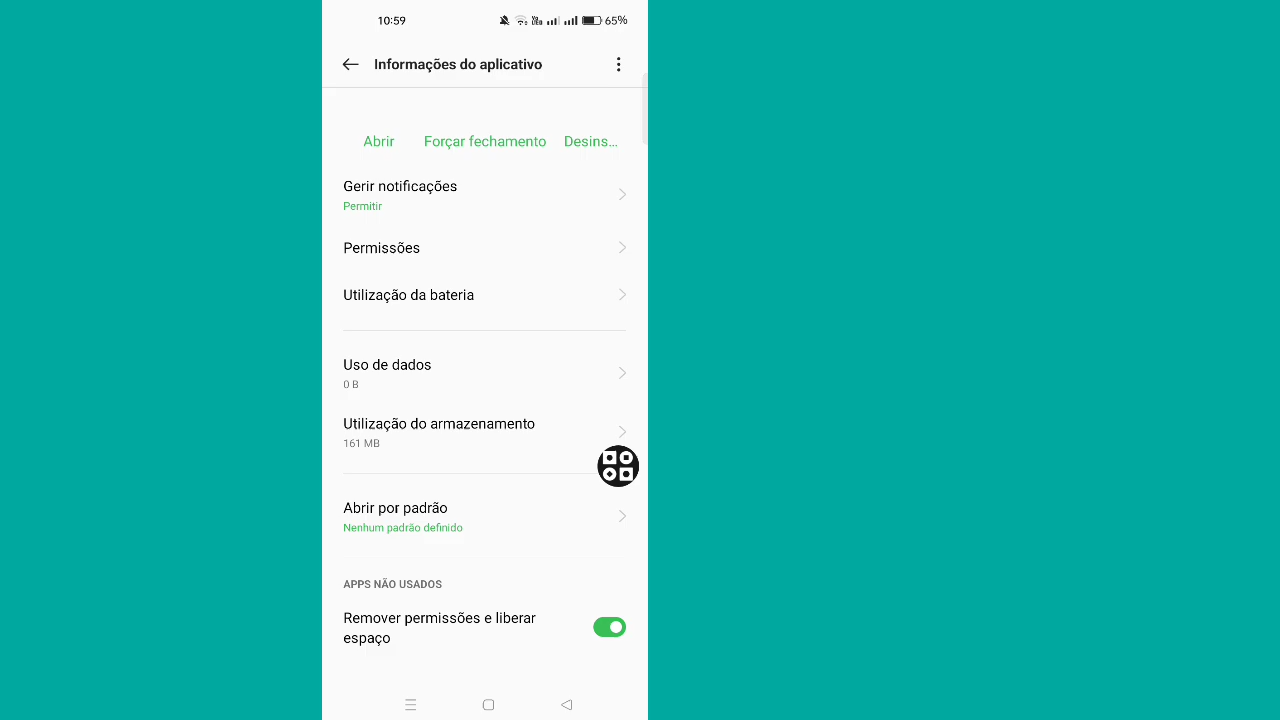 10:59 65%
Informações do aplicativo
Abrir Forçar fechamento Desins...
Gerir notificações
Permitir
Permissões
Utilização da bateria
Uso de dados
0 B
Utilização do armazenamento
161 MB
Abrir por padrão
Nenhum padrão definido
APPS NÃO USADOS
Remover permissões e liberar
espaço